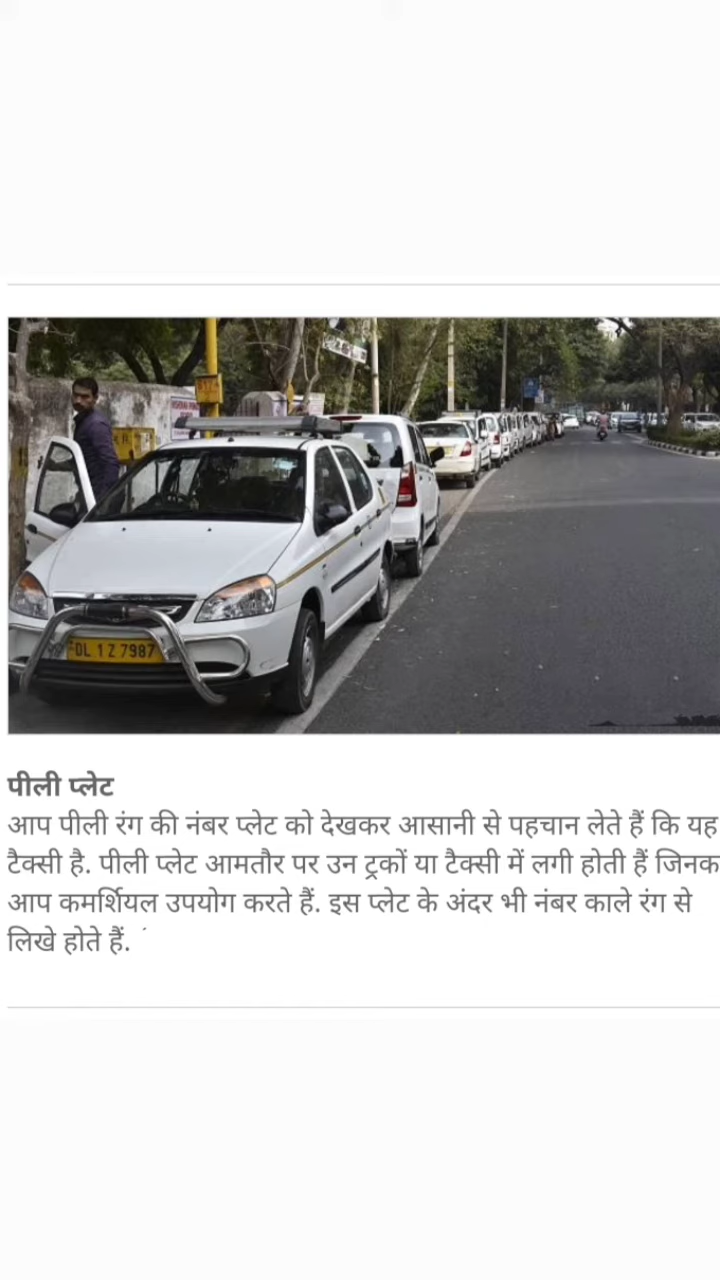 DL 1 Z 7987
पीली प्लेट
आप पीली रंग की नंबर प्लेट को देखकर आसानी से पहचान लेते हैं कि यह
टैक्सी है. पीली प्लेट आमतौर पर उन ट्रकों या टैक्सी में लगी होती हैं जिनक
आप कमर्शियल उपयोग करते हैं. इस प्लेट के अंदर भी नंबर काले रंग से
लिखे होते हैं.